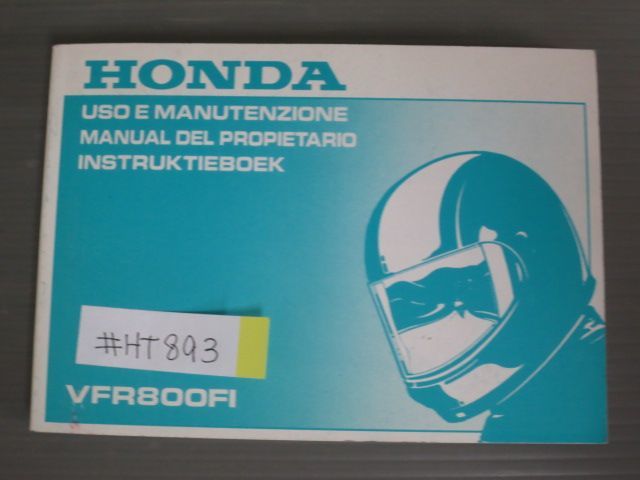 HONDA
USO E MANUTENZIONE
MANUAL DEL PROPIETARIO
INSTRUKTIEBOEK
#HT893
VFR800FI